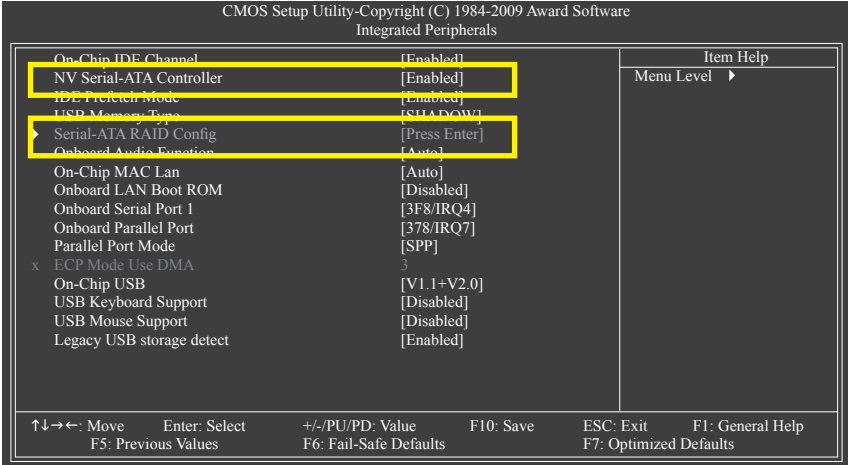 CMOS Setup Utility-Copyright (C) 1984-2009 Award Software
Integrated Peripherals
On-Chip IDE Channel [Enabled] Item Help
NV Serial-ATA Controller [Enabled] Menu Level
IDE Prefetch Mode [Enabled]
USB Memory Type [SHADOW]
Serial-ATA RAID Config [Press Enter]
Onboard Audio Function [Auto]
On-Chip MAC Lan [Auto]
Onboard LAN Boot ROM [Disabled]
Onboard Serial Port 1 [3F8/IRQ4]
Onboard Parallel Port [378/IRQ7]
Parallel Port Mode [SPP]
x ECP Mode Use DMA 3
On-Chip USB [V1.1+V2.0]
USB Keyboard Support [Disabled]
USB Mouse Support [Disabled]
Legacy USB storage detect [Enabled]
↑↓→←: Move Enter: Select +/-/PU/PD: Value F10: Save ESC: Exit F1: General Help
F5: Previous Values F6: Fail-Safe Defaults F7: Optimized Defaults